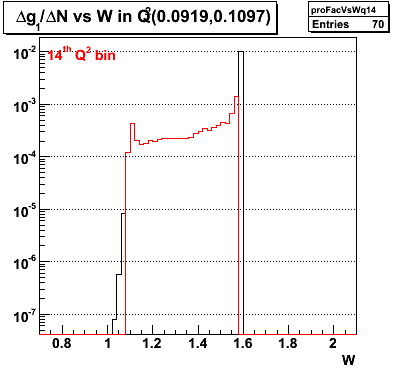 Δg₁/ΔN vs W in Q²(0.0919,0.1097)
proFacVsWq14
Entries 70
14th Q² bin
10⁻²
10⁻³
10⁻⁴
10⁻⁵
10⁻⁶
10⁻⁷
0.8 1 1.2 1.4 1.6 1.8 2
W